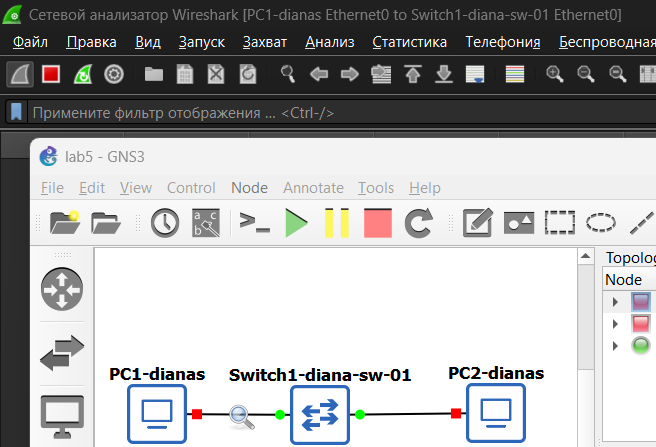 Сетевой анализатор Wireshark [PC1-dianas Ethernet0 to Switch1-diana-sw-01 Ethernet0]
Файл Правка Вид Запуск Захват Анализ Статистика Телефония Беспроводная
Примените фильтр отображения ... <Ctrl-/>
lab5 - GNS3
File Edit View Control Node Annotate Tools Help
Topolog
Node
PC1-dianas Switch1-diana-sw-01 PC2-dianas